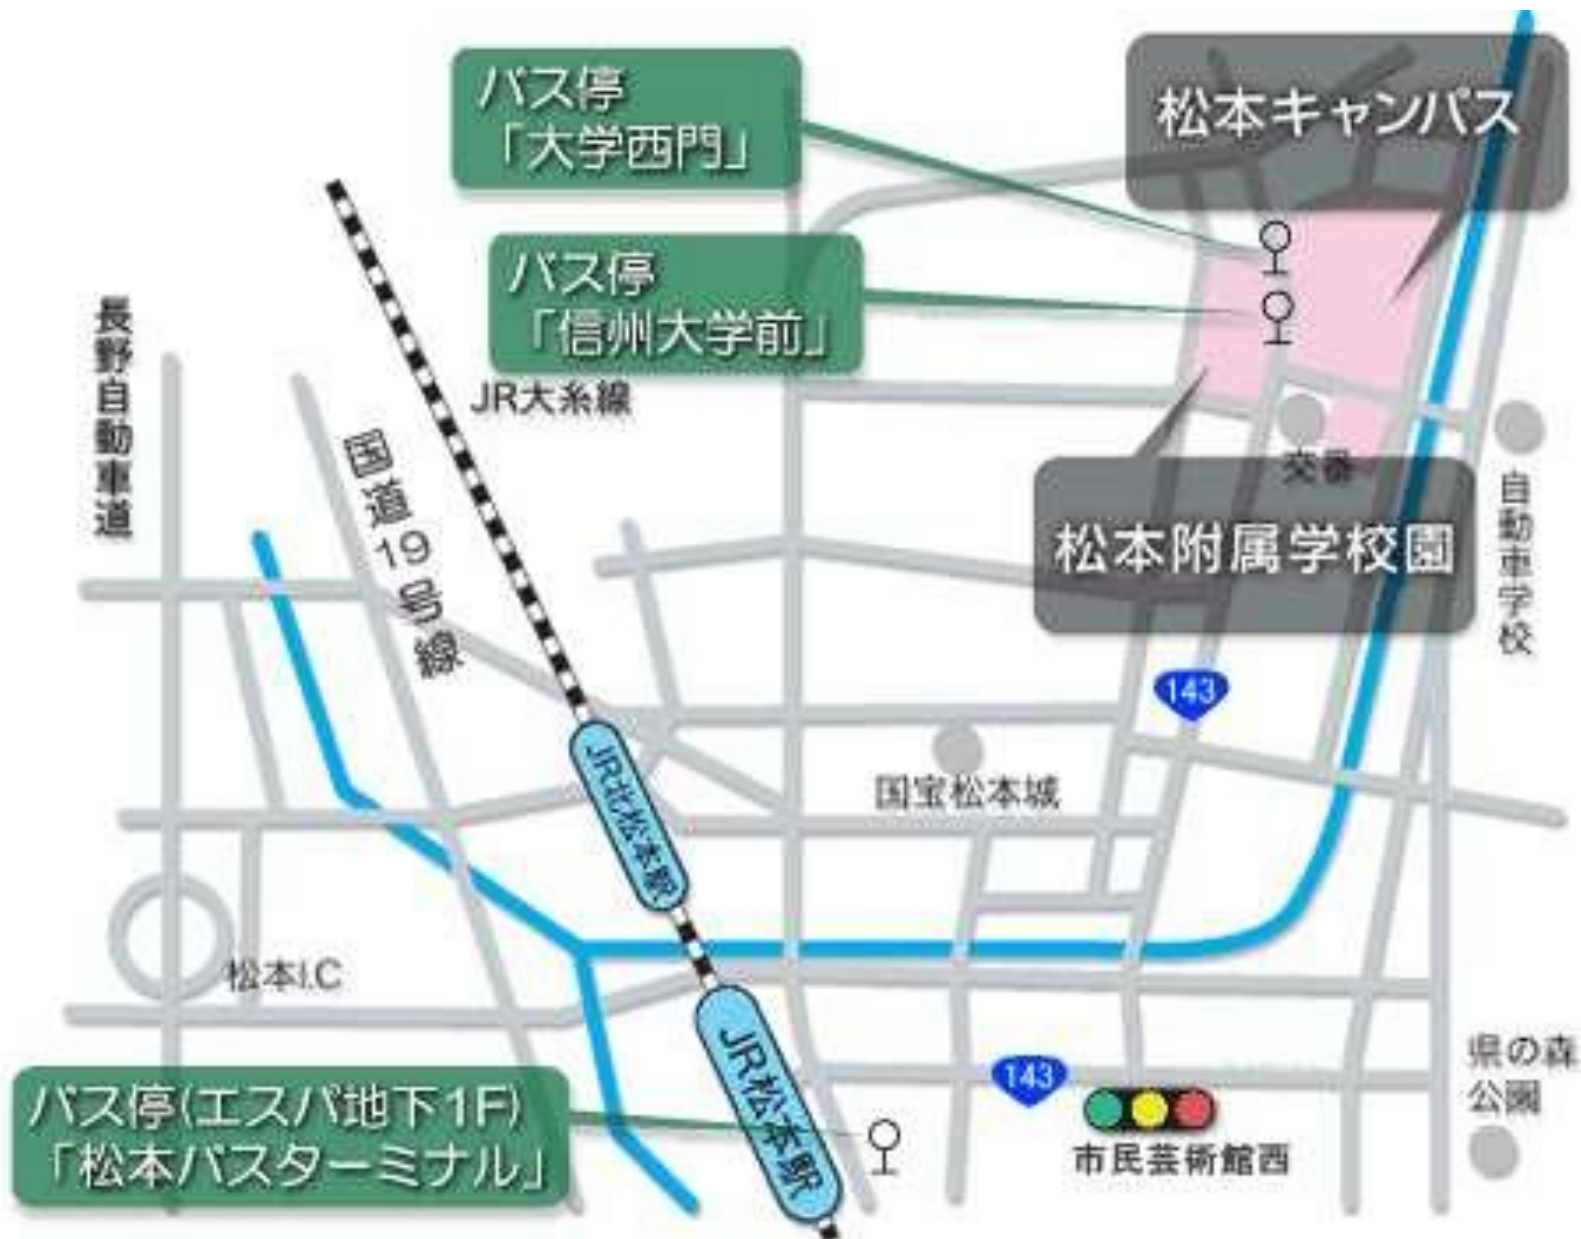 バス停
「大学西門」
松本キャンパス
バス停
「信州大学前」
長野自動車道
JR大糸線
国道19号線
交番
自動車学校
松本附属学校園
143
JR北松本駅
国宝松本城
松本I.C
JR松本駅
県の森
公園
143
バス停(エスパ地下1F)
「松本バスターミナル」
市民芸術館西